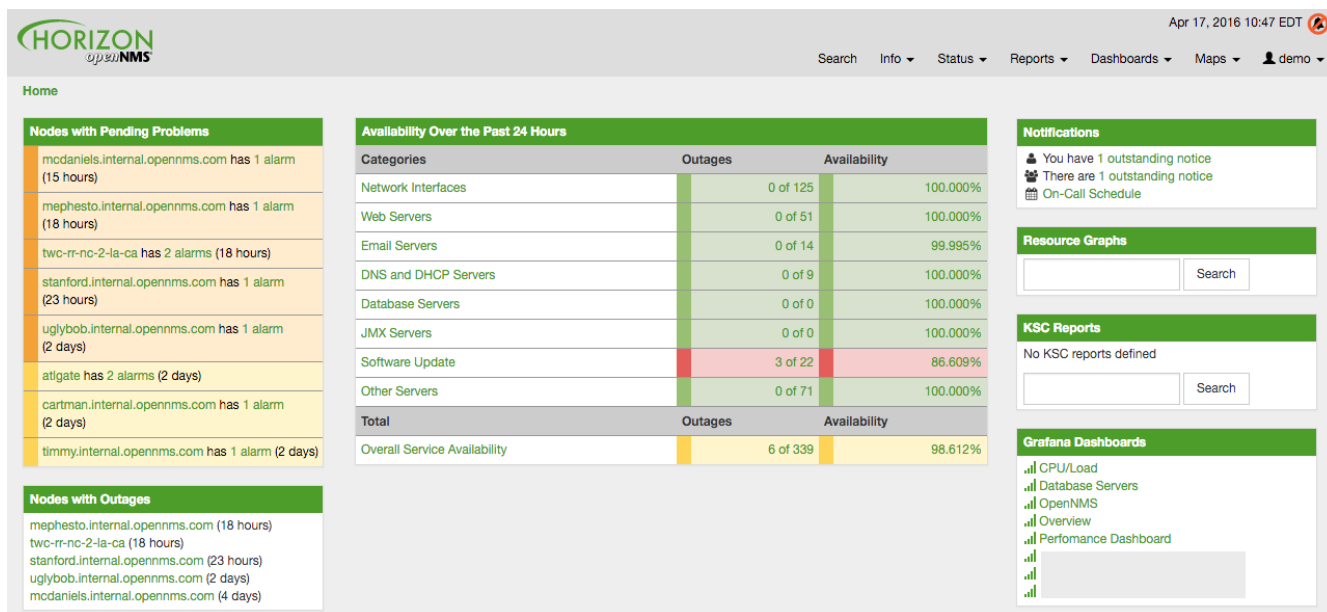 HORIZON
openNMS
Apr 17, 2016 10:47 EDT
Search Info Status Reports Dashboards Maps demo
Home
Nodes with Pending Problems
mcdaniels.internal.opennms.com has 1 alarm
(15 hours)
mephesto.internal.opennms.com has 1 alarm
(18 hours)
twc-rr-nc-2-la-ca has 2 alarms (18 hours)
stanford.internal.opennms.com has 1 alarm
(23 hours)
uglybob.internal.opennms.com has 1 alarm
(2 days)
atlgate has 2 alarms (2 days)
cartman.internal.opennms.com has 1 alarm
(2 days)
timmy.internal.opennms.com has 1 alarm (2 days)
Nodes with Outages
mephesto.internal.opennms.com (18 hours)
twc-rr-nc-2-la-ca (18 hours)
stanford.internal.opennms.com (23 hours)
uglybob.internal.opennms.com (2 days)
mcdaniels.internal.opennms.com (4 days)
Availability Over the Past 24 Hours
Categories Outages Availability
Network Interfaces 0 of 125 100.000%
Web Servers 0 of 51 100.000%
Email Servers 0 of 14 99.995%
DNS and DHCP Servers 0 of 9 100.000%
Database Servers 0 of 0 100.000%
JMX Servers 0 of 0 100.000%
Software Update 3 of 22 86.609%
Other Servers 0 of 71 100.000%
Total Outages Availability
Overall Service Availability 6 of 339 98.612%
Notifications
You have 1 outstanding notice
There are 1 outstanding notice
On-Call Schedule
Resource Graphs
Search
KSC Reports
No KSC reports defined
Search
Grafana Dashboards
CPU/Load
Database Servers
OpenNMS
Overview
Perfomance Dashboard